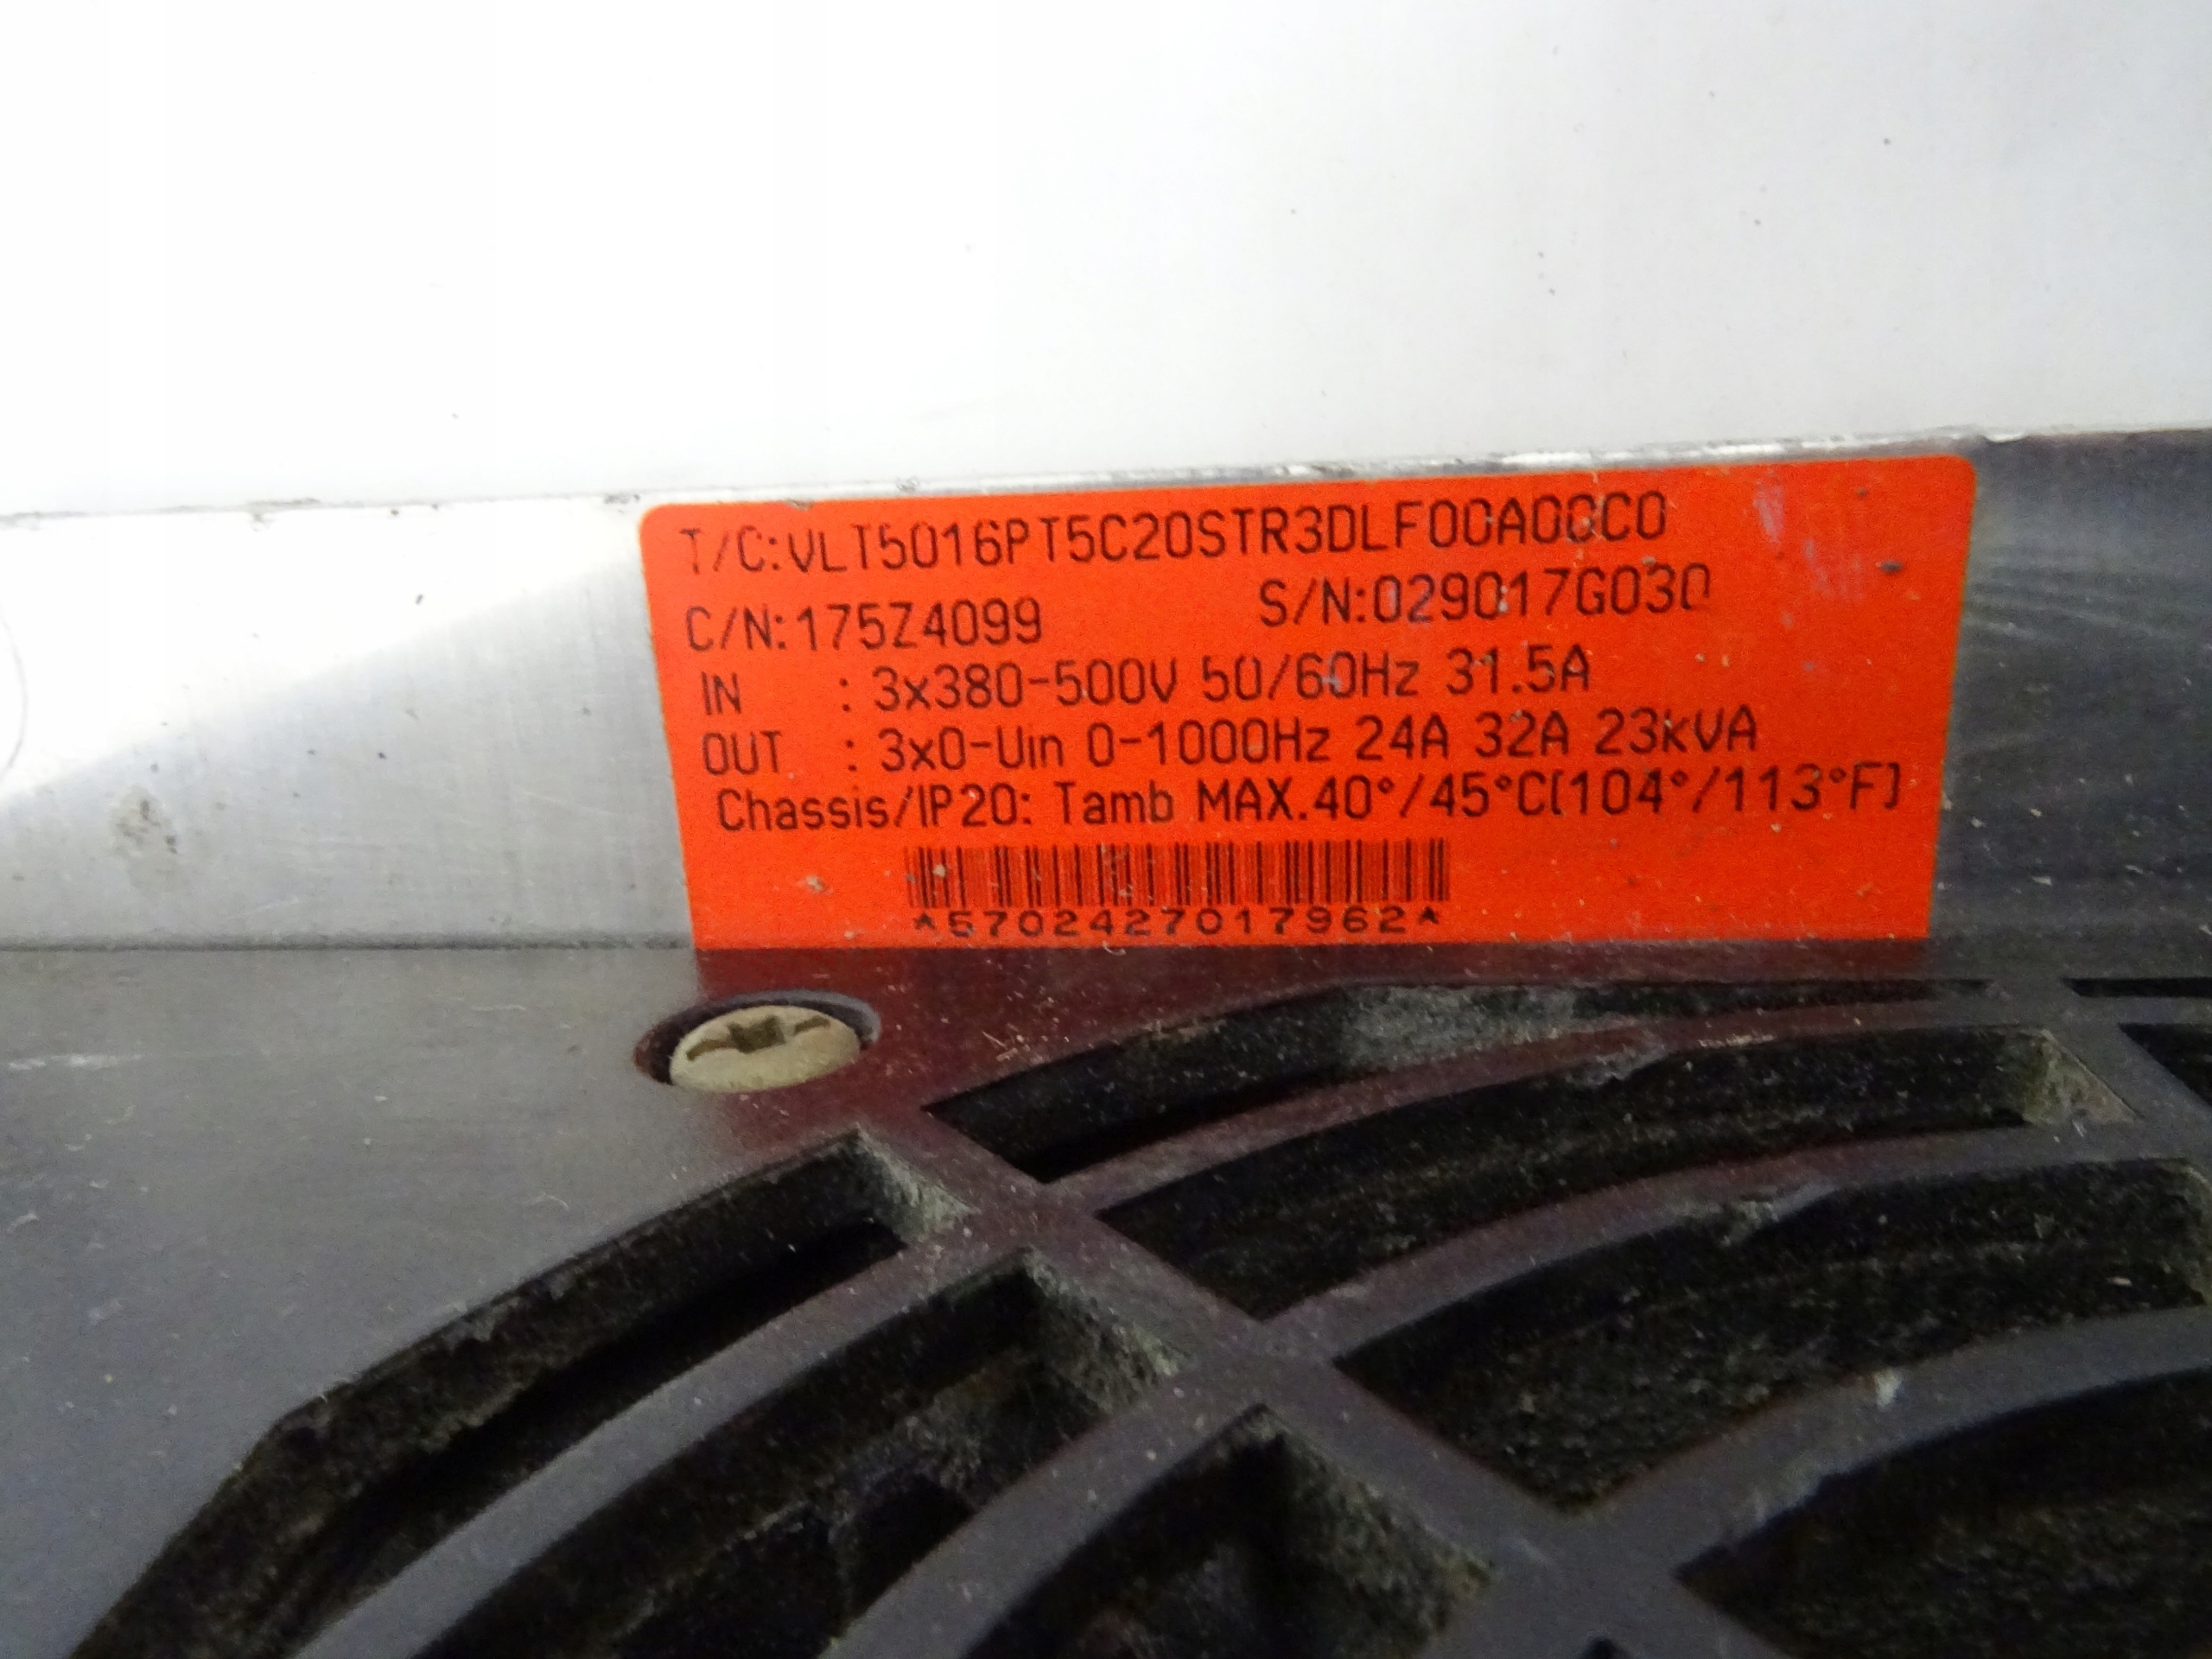 T/C:VLT5016PT5C20STR3DLF00A00C0
C/N:175Z4099 S/N:029017G030
IN : 3x380-500V 50/60Hz 31.5A
OUT : 3x0-Uin 0-1000Hz 24A 32A 23kVA
Chassis/IP20: Tamb MAX.40°/45°C(104°/113°F)
*5702427017962*